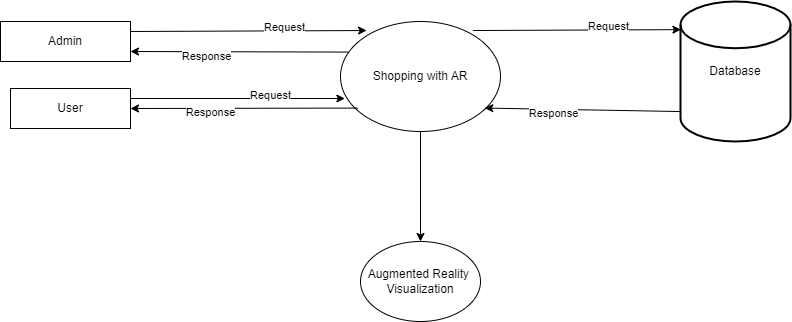 Request
Request
Admin
Response
Database
Shopping with AR
Request
User
Response
Response
Augmented Reality
Visualization